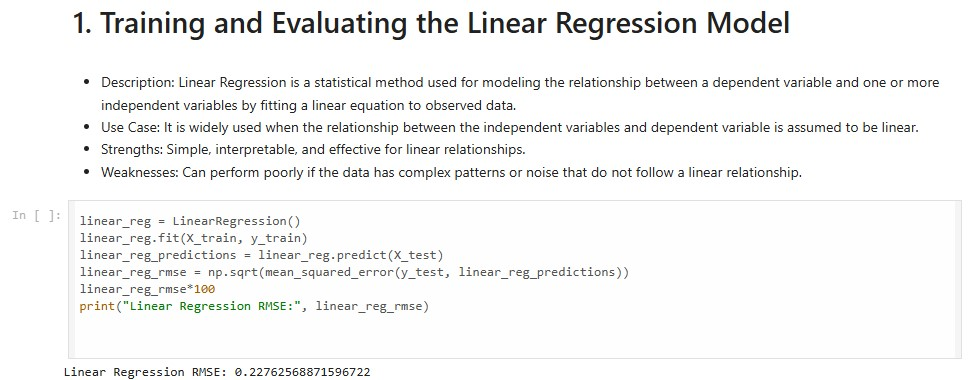 1. Training and Evaluating the Linear Regression Model
• Description: Linear Regression is a statistical method used for modeling the relationship between a dependent variable and one or more
independent variables by fitting a linear equation to observed data.
• Use Case: It is widely used when the relationship between the independent variables and dependent variable is assumed to be linear.
• Strengths: Simple, interpretable, and effective for linear relationships.
• Weaknesses: Can perform poorly if the data has complex patterns or noise that do not follow a linear relationship.
In [ ]:
linear_reg = LinearRegression()
linear_reg.fit(X_train, y_train)
linear_reg_predictions = linear_reg.predict(X_test)
linear_reg_rmse = np.sqrt(mean_squared_error(y_test, linear_reg_predictions))
linear_reg_rmse*100
print("Linear Regression RMSE:", linear_reg_rmse)
Linear Regression RMSE: 0.22762568871596722